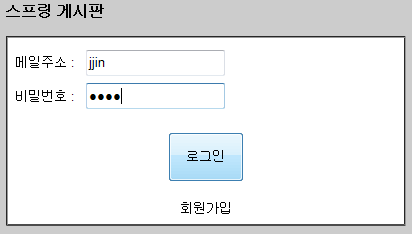 스프링 게시판
메일주소 : jjin
비밀번호 : ●●●●
로그인
회원가입